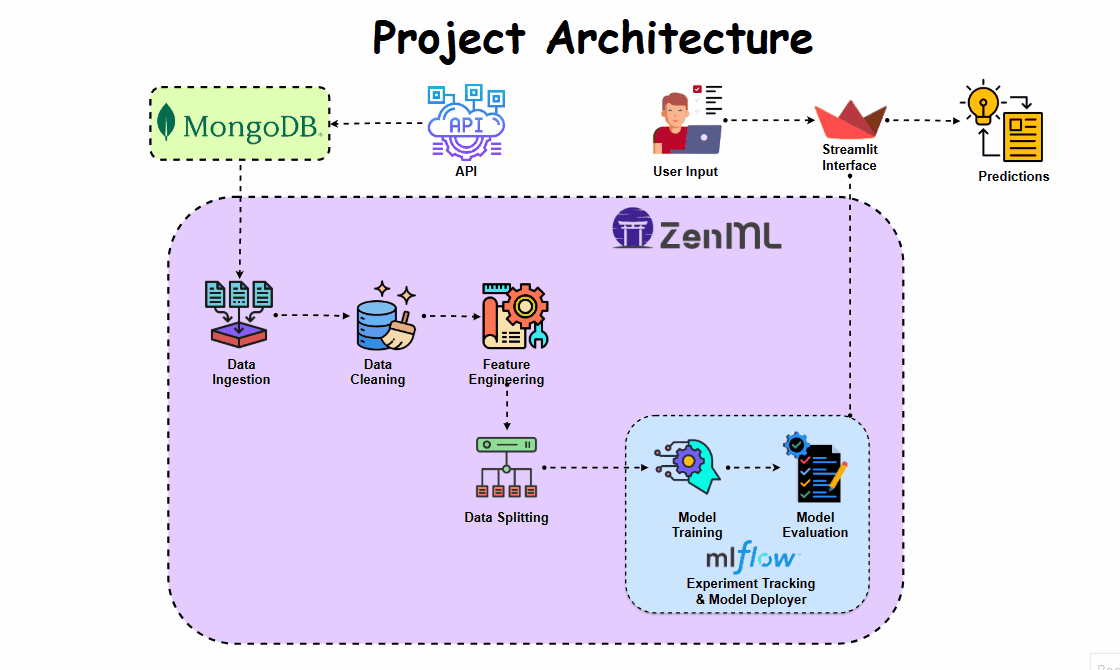 Project Architecture
MongoDB®
API
API
User Input
Streamlit
Interface
Predictions
ZenML
Data
Ingestion
Data
Cleaning
Feature
Engineering
Data Splitting
Model
Training
Model
Evaluation
mlflow
Experiment Tracking
& Model Deployer